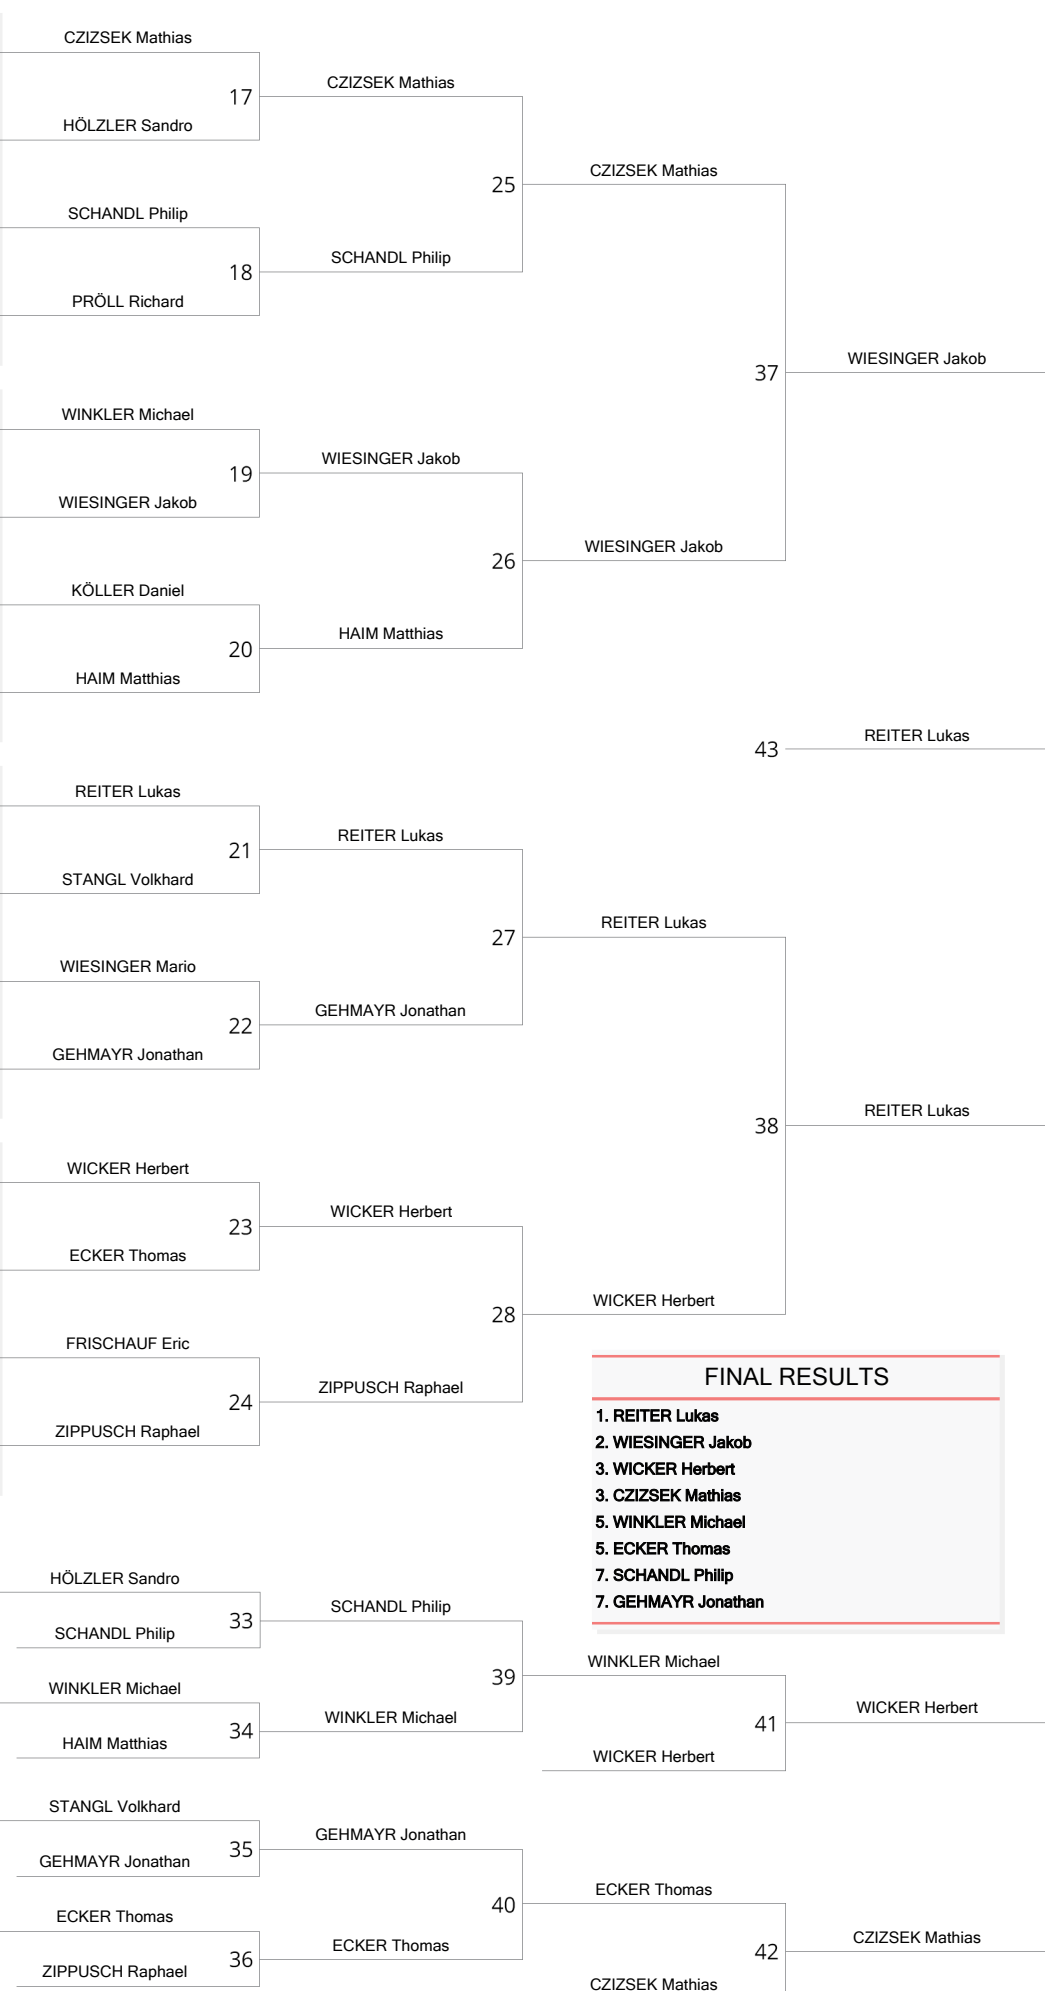 CZIZSEK Mathias
CZIZSEK Mathias
17
HÖLZLER Sandro
CZIZSEK Mathias
25
SCHANDL Philip
SCHANDL Philip
18
PRÖLL Richard
WIESINGER Jakob
37
WINKLER Michael
WIESINGER Jakob
19
WIESINGER Jakob
WIESINGER Jakob
26
KÖLLER Daniel
HAIM Matthias
20
HAIM Matthias
REITER Lukas
43
REITER Lukas
REITER Lukas
21
STANGL Volkhard
REITER Lukas
27
WIESINGER Mario
GEHMAYR Jonathan
22
GEHMAYR Jonathan
REITER Lukas
38
WICKER Herbert
WICKER Herbert
23
ECKER Thomas
WICKER Herbert
28
FRISCHAUF Eric
ZIPPUSCH Raphael
24
ZIPPUSCH Raphael
FINAL RESULTS
1. REITER Lukas
2. WIESINGER Jakob
3. WICKER Herbert
3. CZIZSEK Mathias
5. WINKLER Michael
5. ECKER Thomas
7. SCHANDL Philip
7. GEHMAYR Jonathan
HÖLZLER Sandro
SCHANDL Philip
33
SCHANDL Philip
WINKLER Michael
39
WINKLER Michael
WINKLER Michael
34
HAIM Matthias
WICKER Herbert
41
WICKER Herbert
STANGL Volkhard
GEHMAYR Jonathan
35
GEHMAYR Jonathan
ECKER Thomas
40
ECKER Thomas
ECKER Thomas
36
ZIPPUSCH Raphael
CZIZSEK Mathias
42
CZIZSEK Mathias